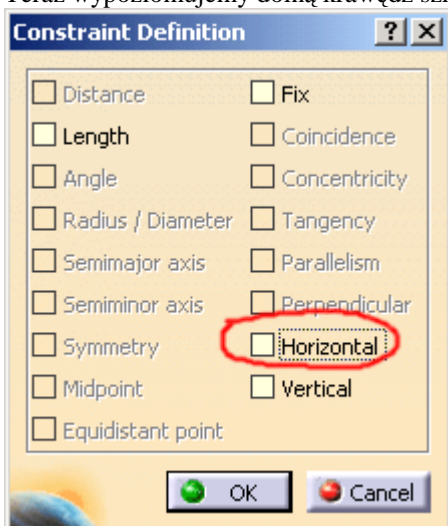 Teraz wypoziomujemy dolną krawędź
Constraint Definition
Distance Fix
Length Coincidence
Angle Concentricity
Radius / Diameter Tangency
Semimajor axis Parallelism
Semiminor axis Perpendicular
Symmetry Horizontal
Midpoint Vertical
Equidistant point
OK Cancel